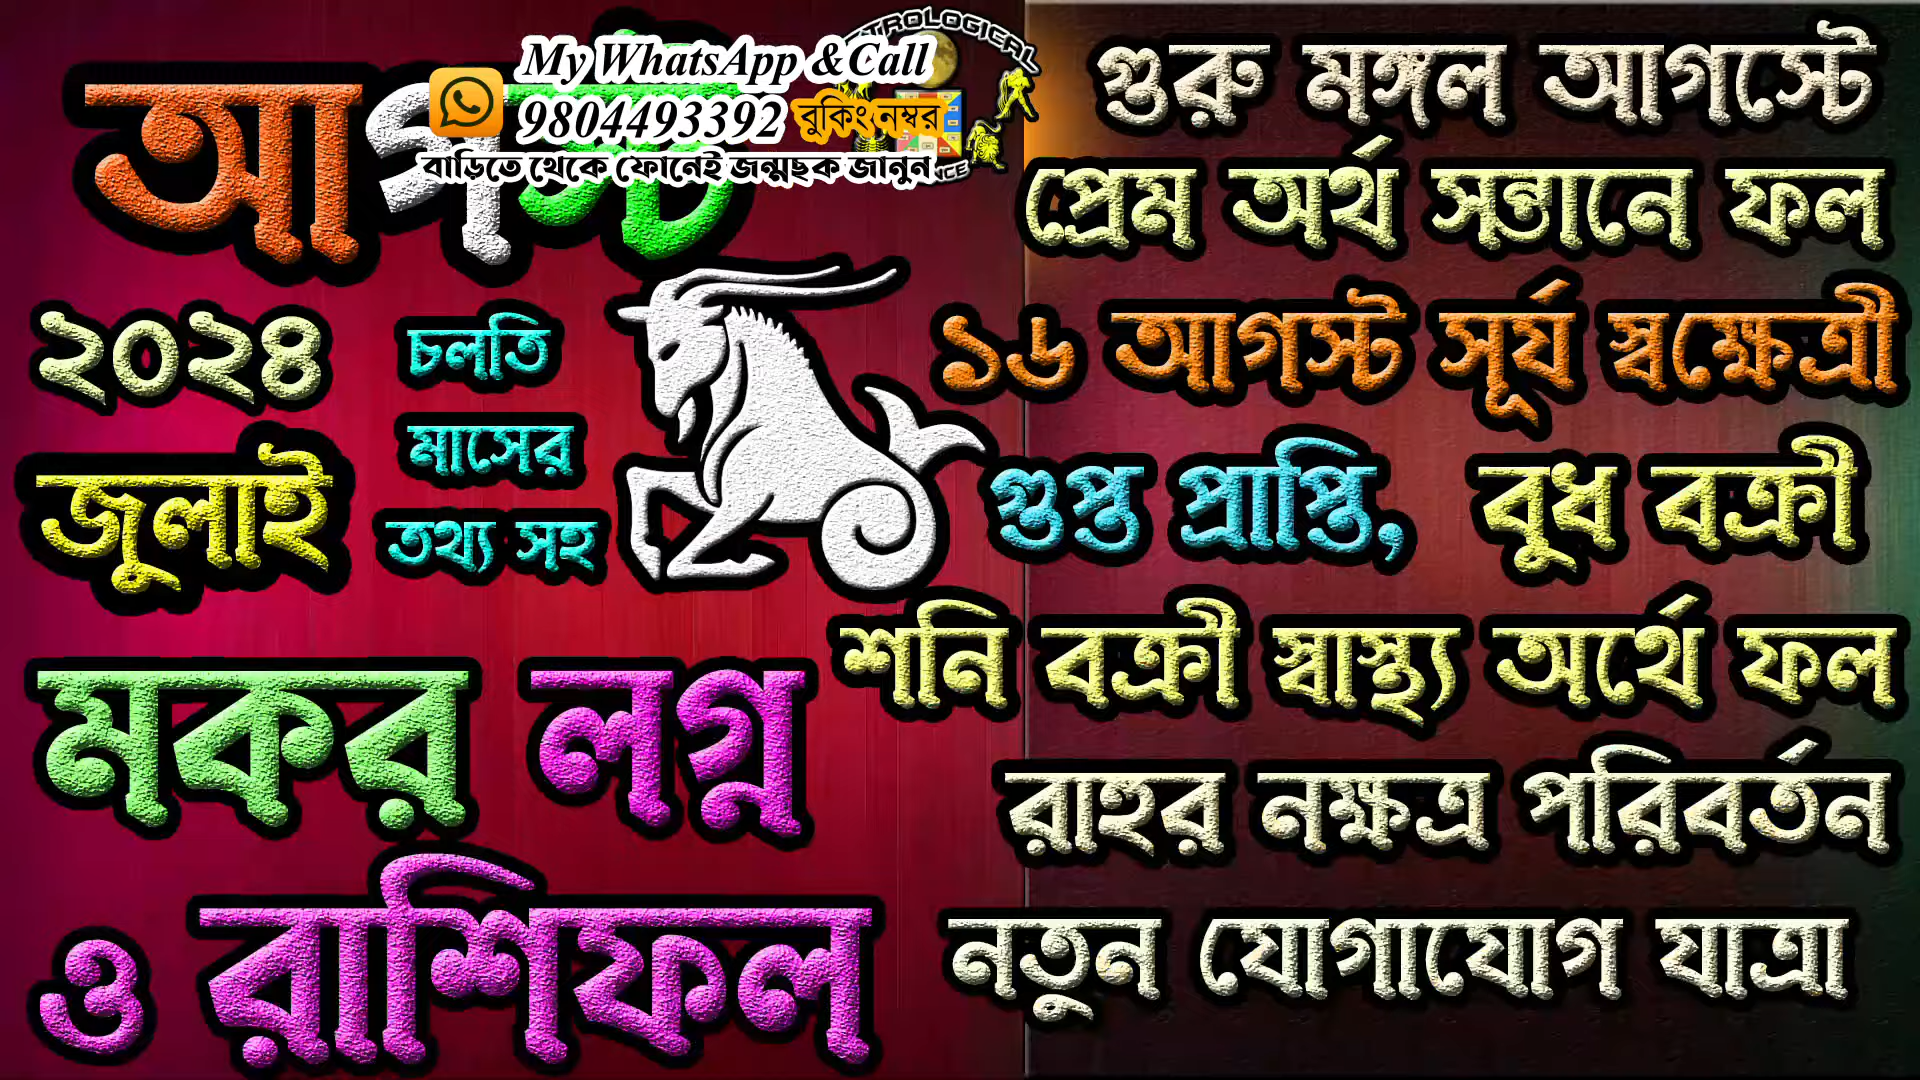 আগস্ট
২০২৪
চলতি
মাসের
তথ্য সহ
জুলাই
মকর লগ্ন
ও রাশিফল
My WhatsApp &Call
9804493392 বুকিং নম্বর
বাড়িতে থেকে ফোনেই জন্মছক জানুন
গুরু মঙ্গল আগস্টে
প্রেম অর্থ সন্তানে ফল
১৬ আগস্ট সূর্য স্বক্ষেত্রী
গুপ্ত প্রাপ্তি, বুধ বক্রী
শনি বক্রী স্বাস্থ্য অর্থে ফল
রাহুর নক্ষত্র পরিবর্তন
নতুন যোগাযোগ যাত্রা